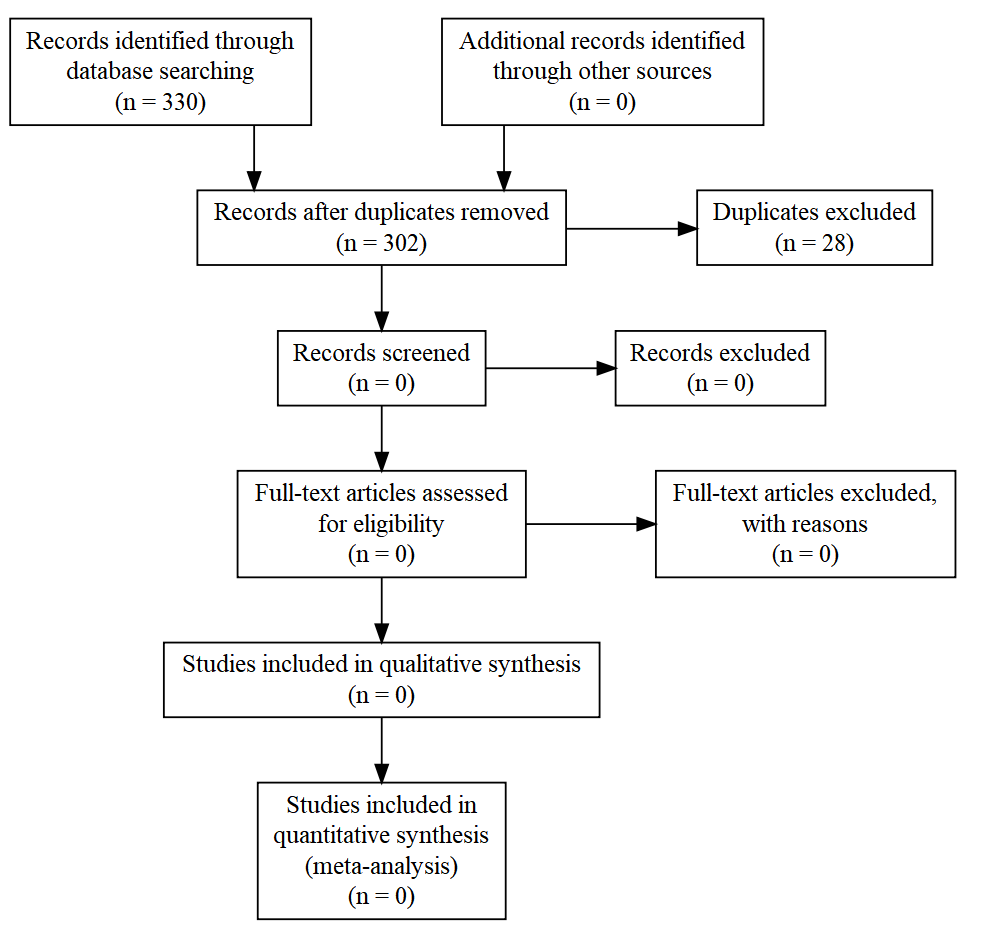 Records identified through
database searching
(n = 330)
Additional records identified
through other sources
(n = 0)
Records after duplicates removed
(n = 302)
Duplicates excluded
(n = 28)
Records screened
(n = 0)
Records excluded
(n = 0)
Full-text articles assessed
for eligibility
(n = 0)
Full-text articles excluded,
with reasons
(n = 0)
Studies included in qualitative synthesis
(n = 0)
Studies included in
quantitative synthesis
(meta-analysis)
(n = 0)